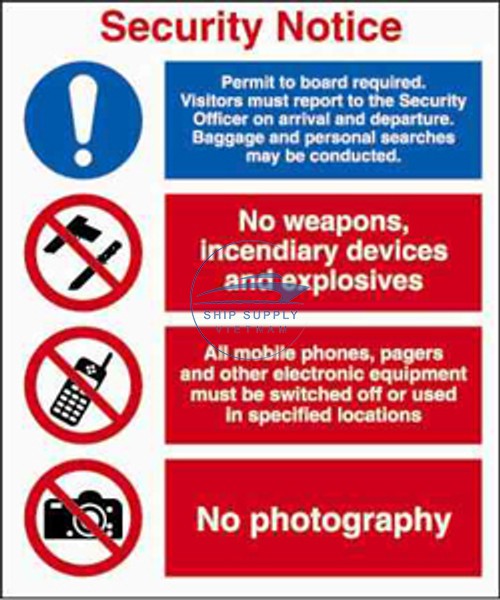 Security Notice
Permit to board required.
Visitors must report to the Security
Officer on arrival and departure.
Baggage and personal searches
may be conducted.
No weapons,
incendiary devices
and explosives
SHIP SUPPLY
VIETNAM
All mobile phones, pagers
and other electronic equipment
must be switched off or used
in specified locations
No photography